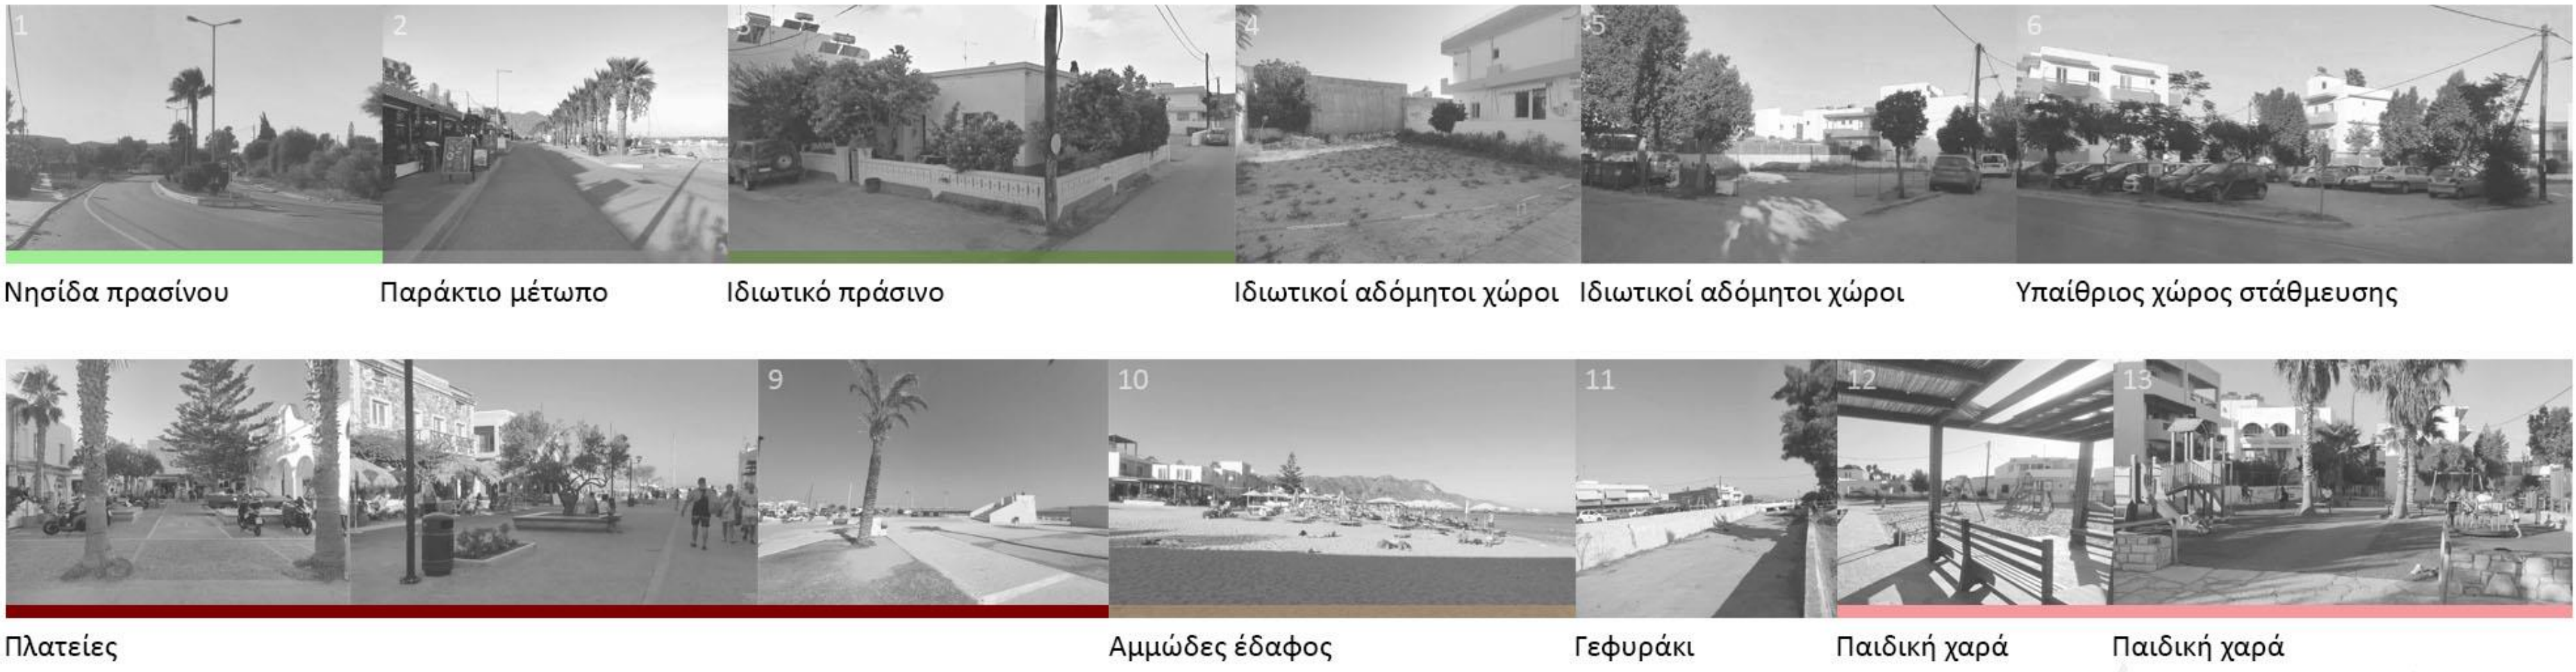 1 2 3 4 5 6
Νησίδα πρασίνου Παράκτιο μέτωπο Ιδιωτικό πράσινο Ιδιωτικοί αδόμητοι χώροι Ιδιωτικοί αδόμητοι χώροι Υπαίθριος χώρος στάθμευσης
9 10 11 12 13
Πλατείες Αμμώδες έδαφος Γεφυράκι Παιδική χαρά Παιδική χαρά